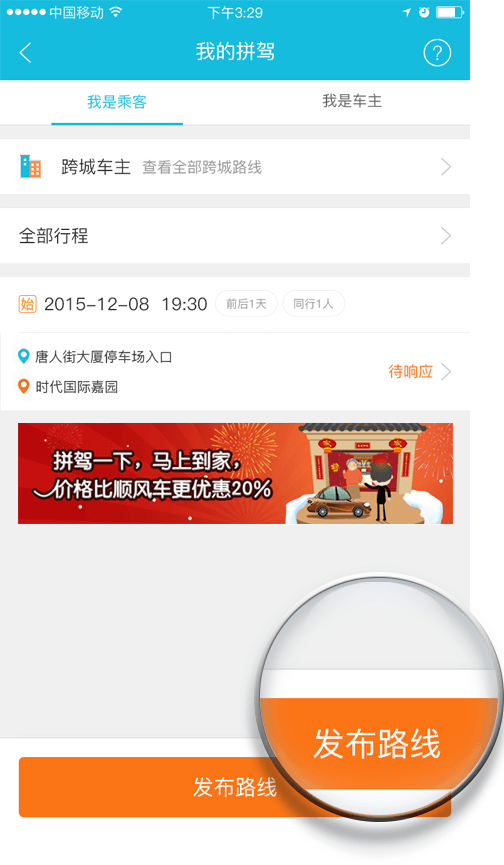 中国移动 下午3:29
我的拼驾 ?
我是乘客 我是车主
跨城车主 查看全部跨城路线
全部行程
始 2015-12-08 19:30 前后1天 同行1人
唐人街大厦停车场入口
待响应
时代国际嘉园
拼驾一下，马上到家，
价格比顺风车更优惠20%
发布路线
发布路线